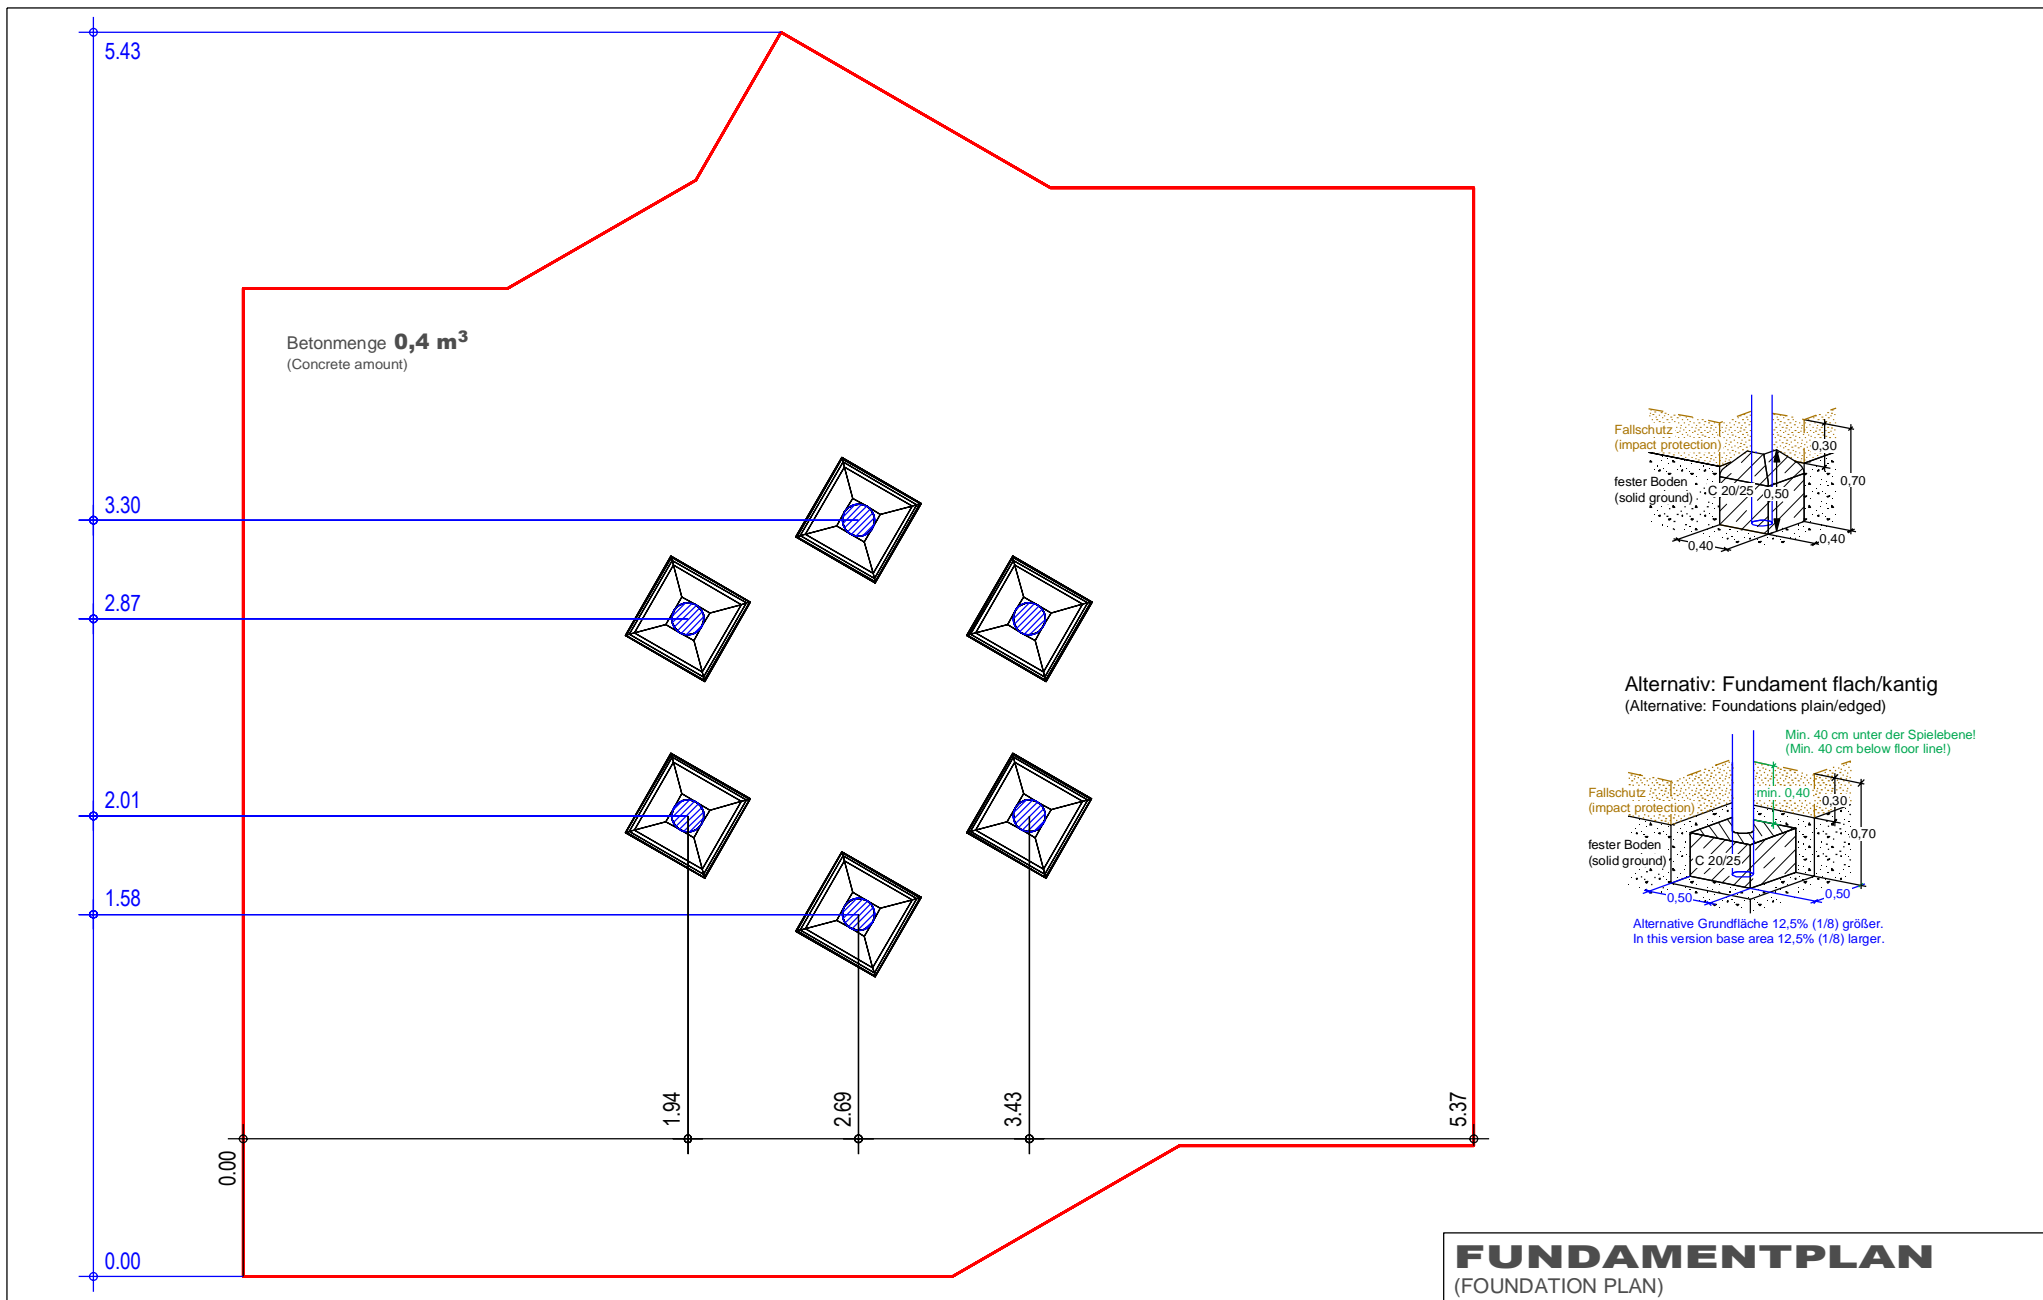 5.43
Betonmenge 0,4 m³
(Concrete amount)
3.30
2.87
2.01
1.58
0.00
0.00
1.94
2.69
3.43
5.37
Fallschutz
(impact protection)
fester Boden
(solid ground)
C 20/25
0,50
0,30
0,70
0,40
0,40
Alternativ: Fundament flach/kantig
(Alternative: Foundations plain/edged)
Min. 40 cm unter der Spielebene!
(Min. 40 cm below floor line!)
Fallschutz
(impact protection)
min. 0,40
0,30
0,70
fester Boden
(solid ground)
C 20/25
0,50
0,50
Alternative Grundfläche 12,5% (1/8) größer.
In this version base area 12,5% (1/8) larger.
FUNDAMENTPLAN
(FOUNDATION PLAN)